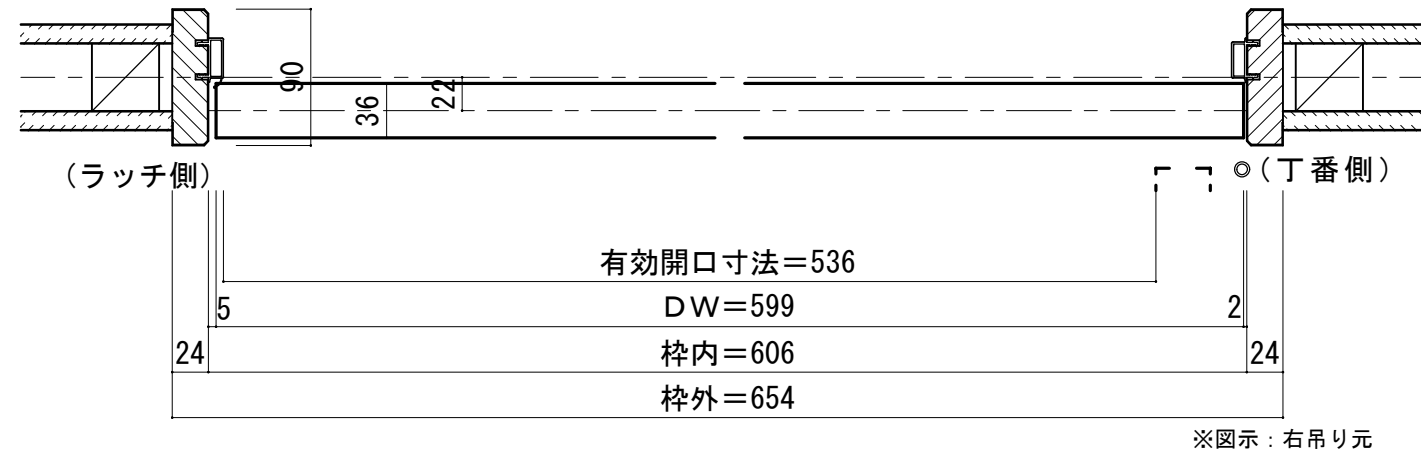 90
36
22
(ラッチ側)
◎(丁番側)
有効開口寸法=536
5
DW=599
2
24
枠内=606
24
枠外=654
※図示：右吊り元